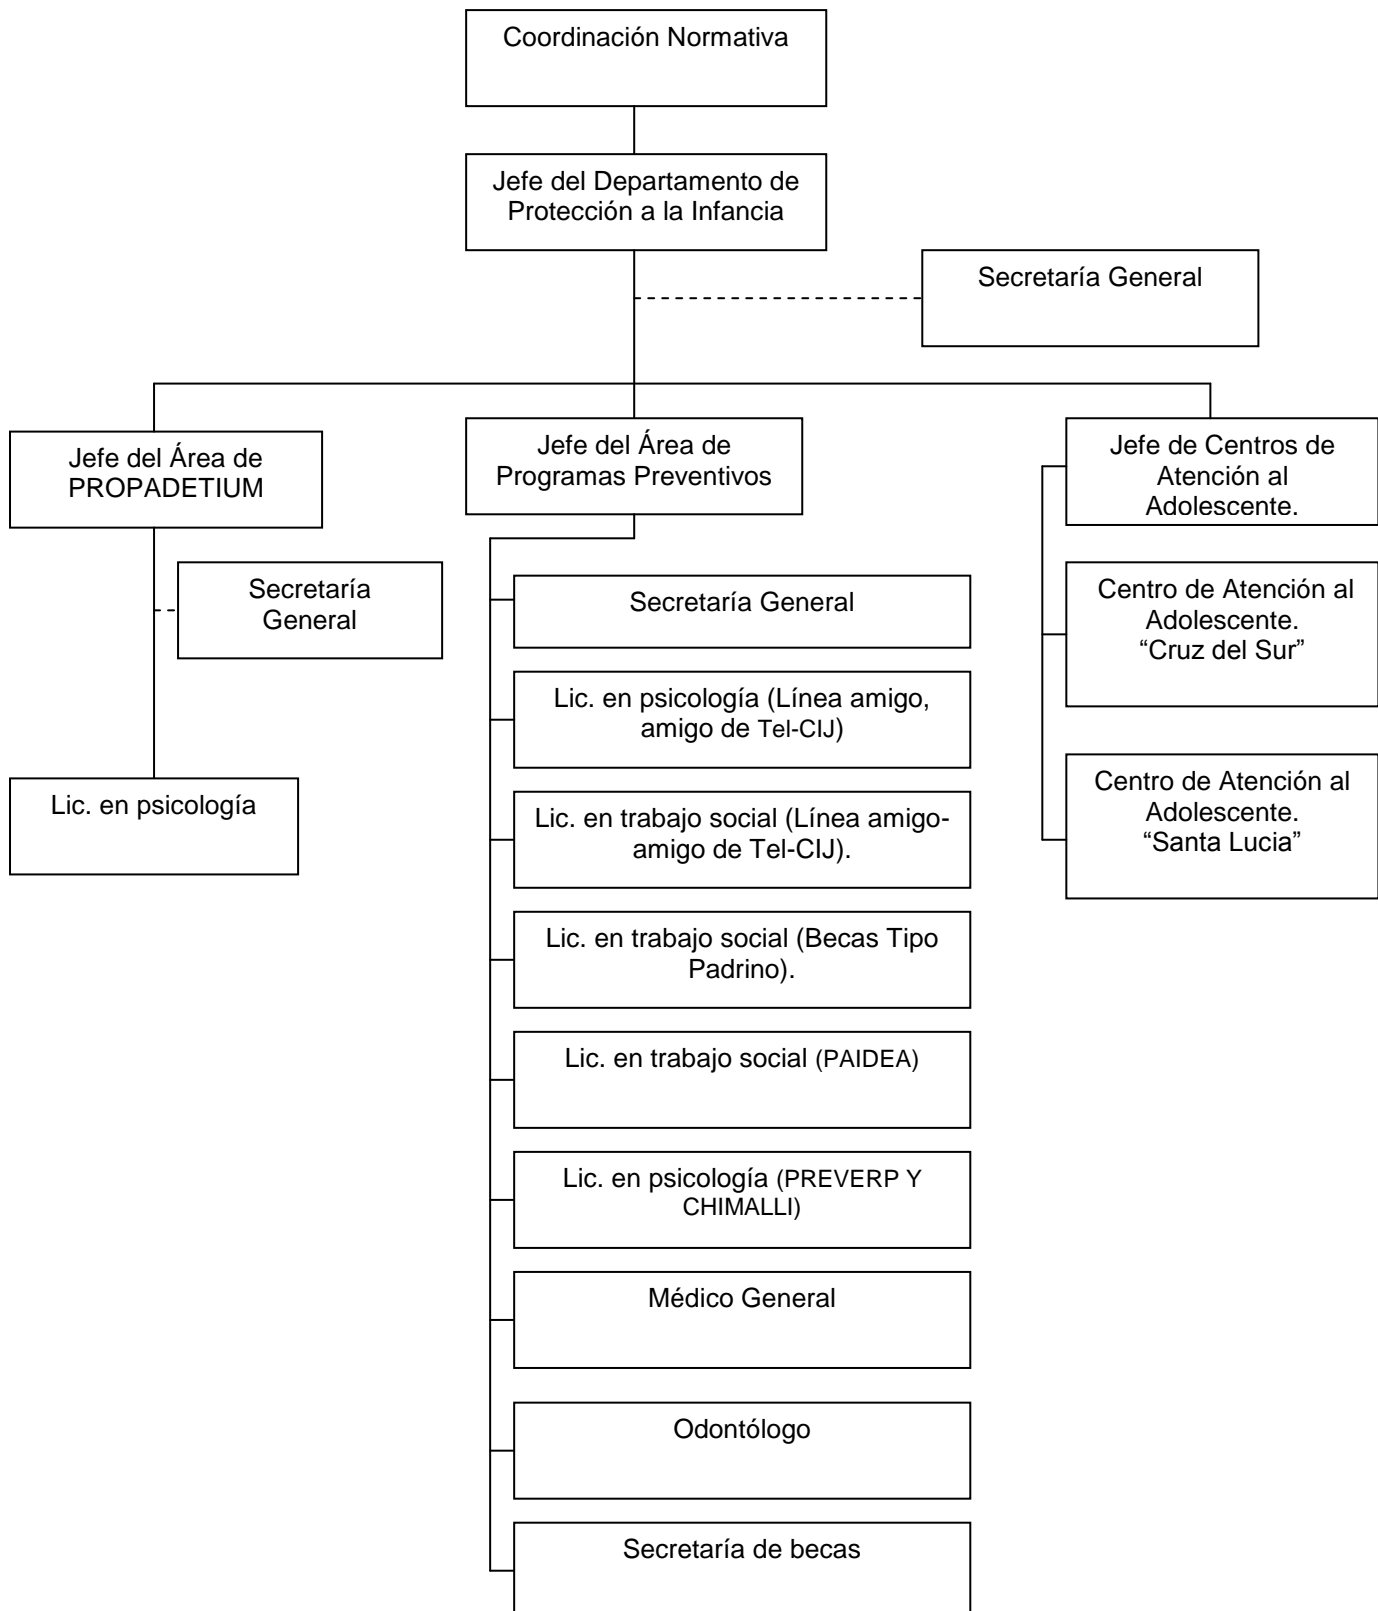 Coordinación Normativa
Jefe del Departamento de
Protección a la Infancia
Secretaría General
Jefe del Área de
PROPADETIUM
Secretaría
General
Lic. en psicología
Jefe del Área de
Programas Preventivos
Secretaría General
Lic. en psicología (Línea amigo,
amigo de Tel-CIJ)
Lic. en trabajo social (Línea amigo-
amigo de Tel-CIJ).
Lic. en trabajo social (Becas Tipo
Padrino).
Lic. en trabajo social (PAIDEA)
Lic. en psicología (PREVERP Y
CHIMALLI)
Médico General
Odontólogo
Secretaría de becas
Jefe de Centros de
Atención al
Adolescente.
Centro de Atención al
Adolescente.
“Cruz del Sur”
Centro de Atención al
Adolescente.
“Santa Lucia”